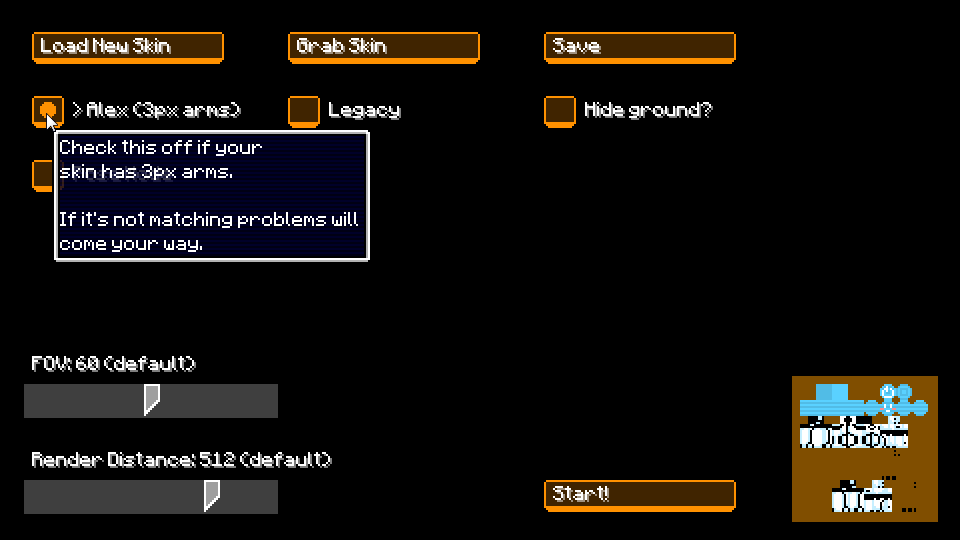 Load New Skin
Grab Skin
Save
> Alex (3px arms)
Legacy
Hide ground?
Check this off if your
skin has 3px arms.
If it's not matching problems will
come your way.
FOV: 60 (default)
Render Distance: 512 (default)
Start!